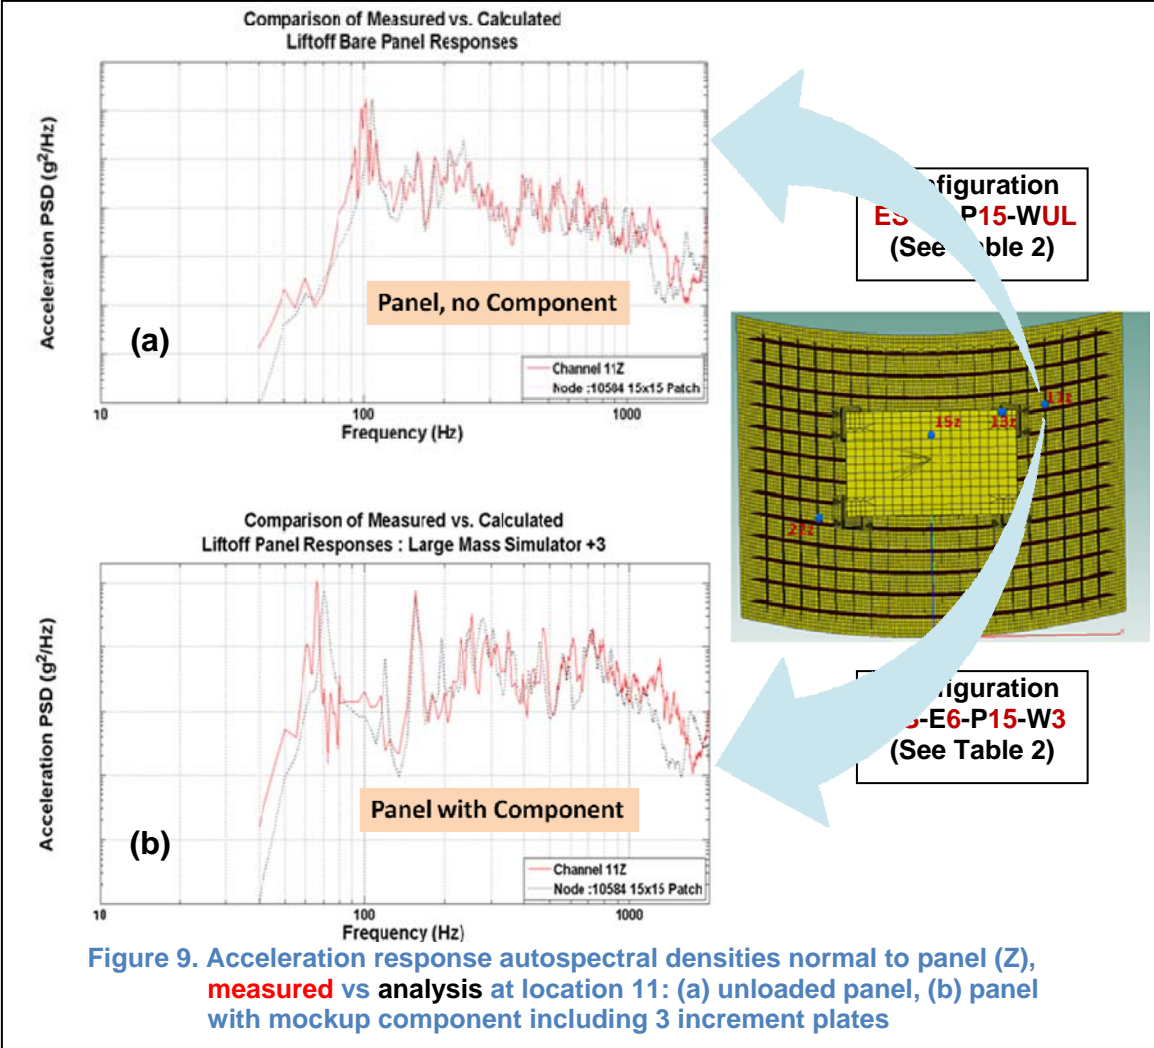 Comparison of Measured vs. Calculated
Liftoff Bare Panel Responses
Acceleration PSD (g²/Hz)
(a)
Panel, no Component
Channel 11Z
Node :10584 15x15 Patch
10
100
1000
Frequency (Hz)
figuration
ES P15-WUL
(See ble 2)
11z
13z
15z
22z
Comparison of Measured vs. Calculated
Liftoff Panel Responses : Large Mass Simulator +3
Acceleration PSD (g²/Hz)
(b)
Panel with Component
Channel 11Z
Node :10584 15x15 Patch
10
100
1000
Frequency (Hz)
figuration
-E6-P15-W3
(See Table 2)
Figure 9. Acceleration response autospectral densities normal to panel (Z),
measured vs analysis at location 11: (a) unloaded panel, (b) panel
with mockup component including 3 increment plates